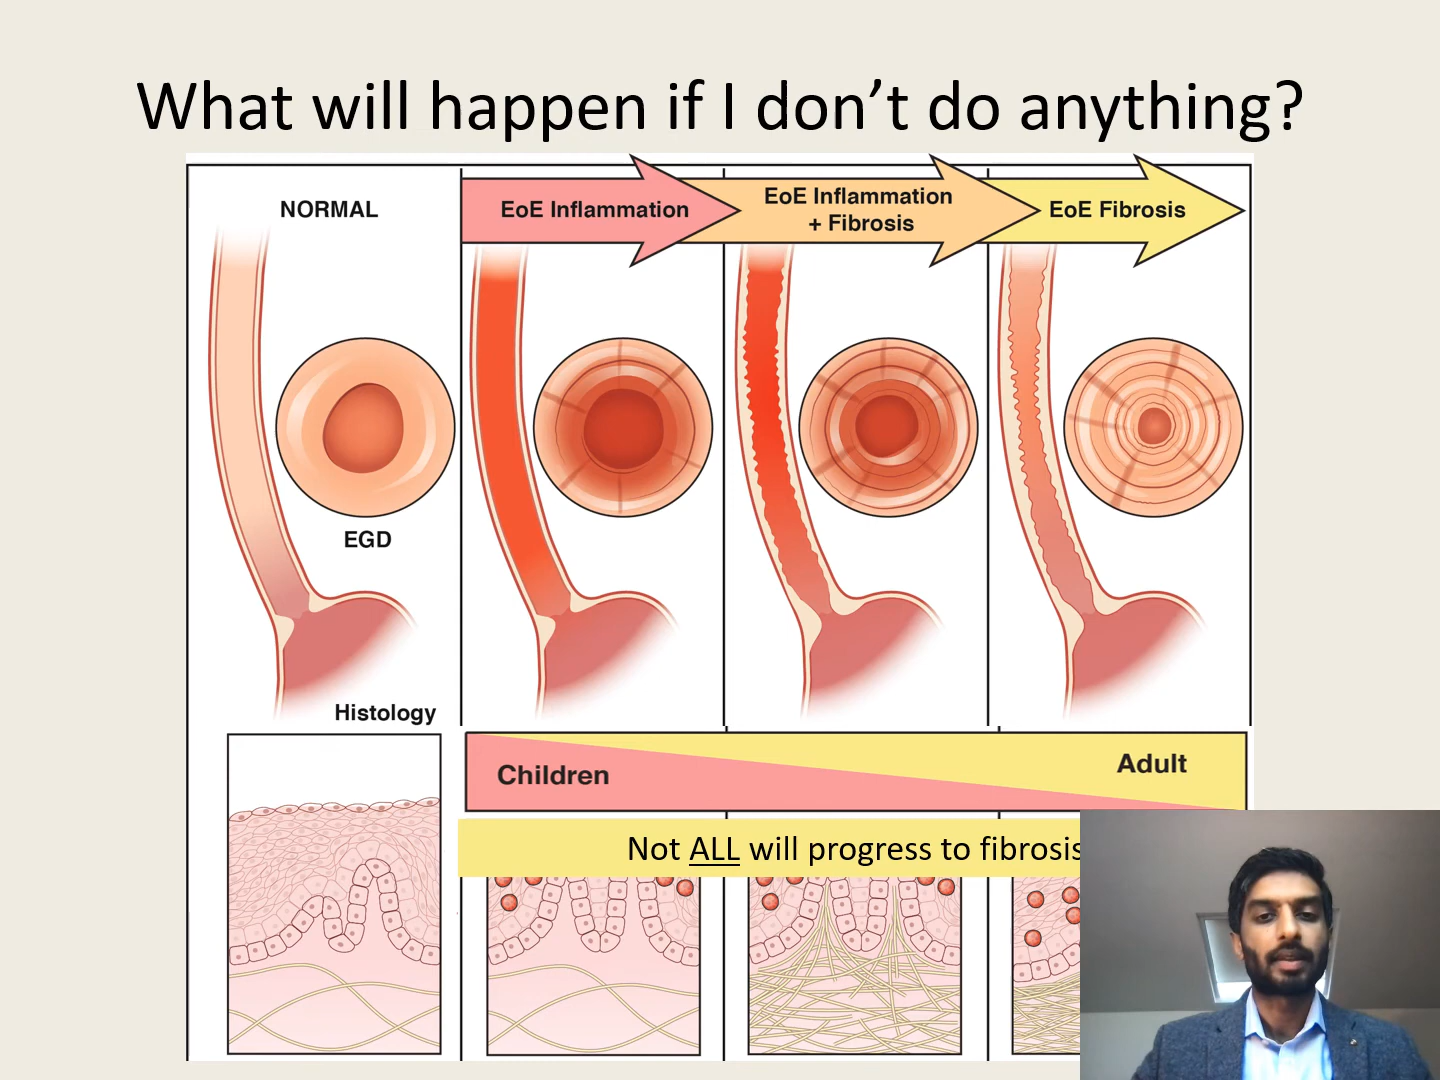 What will happen if I don’t do anything?
NORMAL
EoE Inflammation
EoE Inflammation
+ Fibrosis
EoE Fibrosis
EGD
Histology
Children
Adult
Not ALL will progress to fibrosis